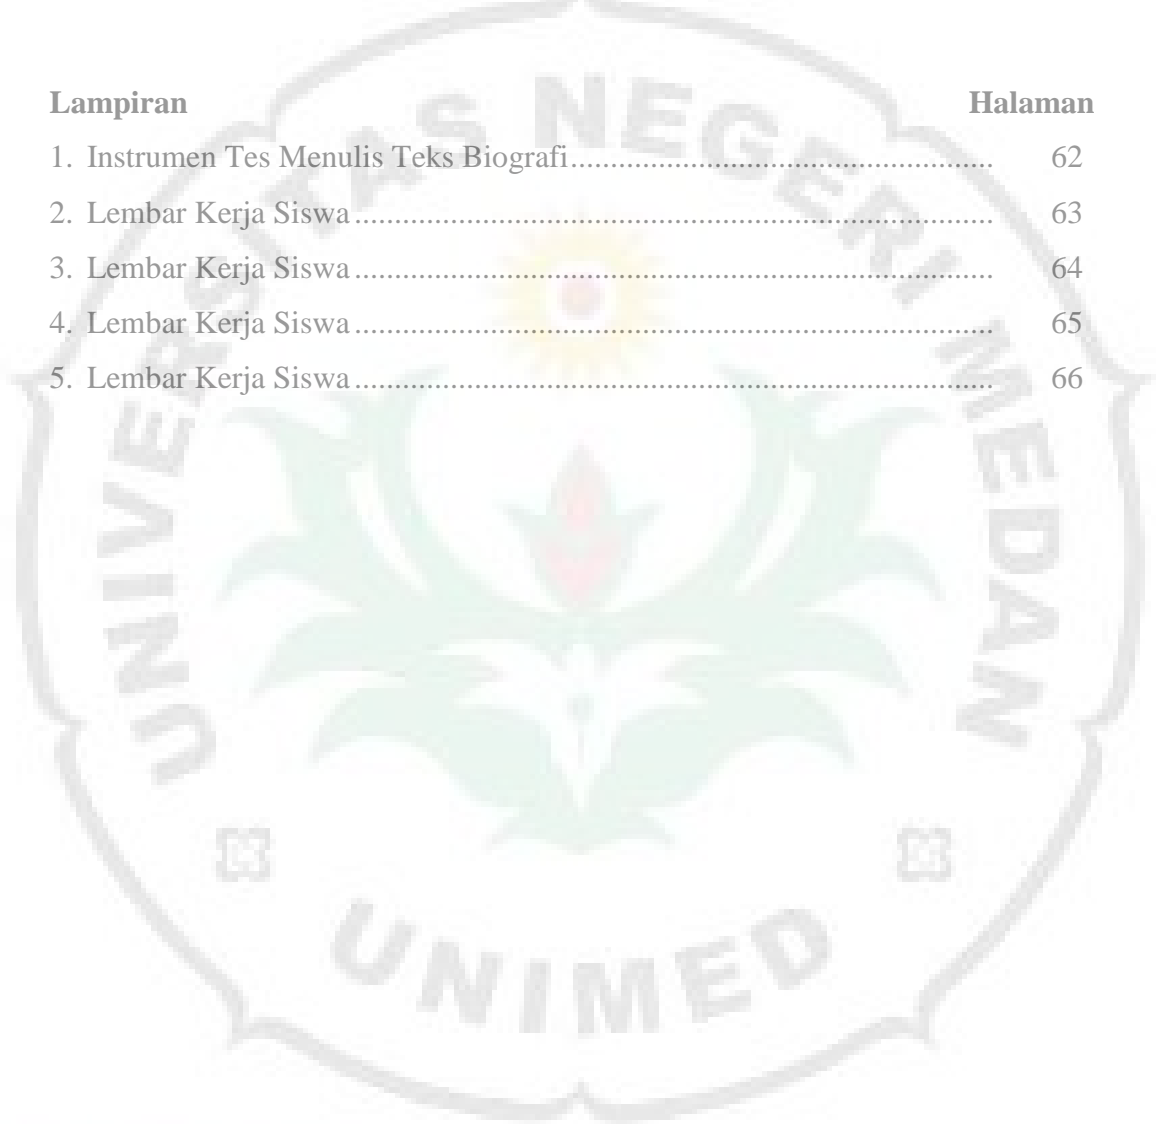 Lampiran Halaman
1. Instrumen Tes Menulis Teks Biografi..................................................... 62
2. Lembar Kerja Siswa................................................................................ 63
3. Lembar Kerja Siswa................................................................................ 64
4. Lembar Kerja Siswa................................................................................ 65
5. Lembar Kerja Siswa................................................................................ 66
UNIVERSITAS NEGERI MEDAN
UNIMED